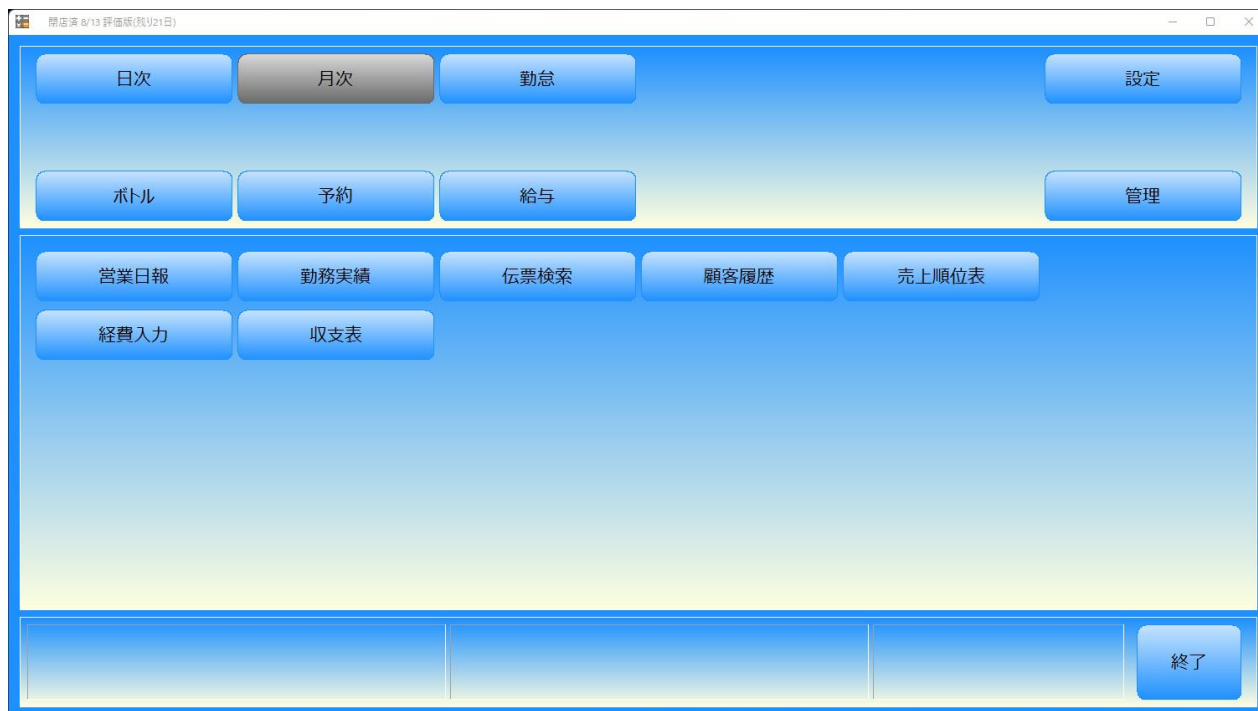 閉店済 8/13 評価版(残り21日)
日次 月次 勤怠 設定
ボトル 予約 給与 管理
営業日報 勤務実績 伝票検索 顧客履歴 売上順位表
経費入力 収支表
終了